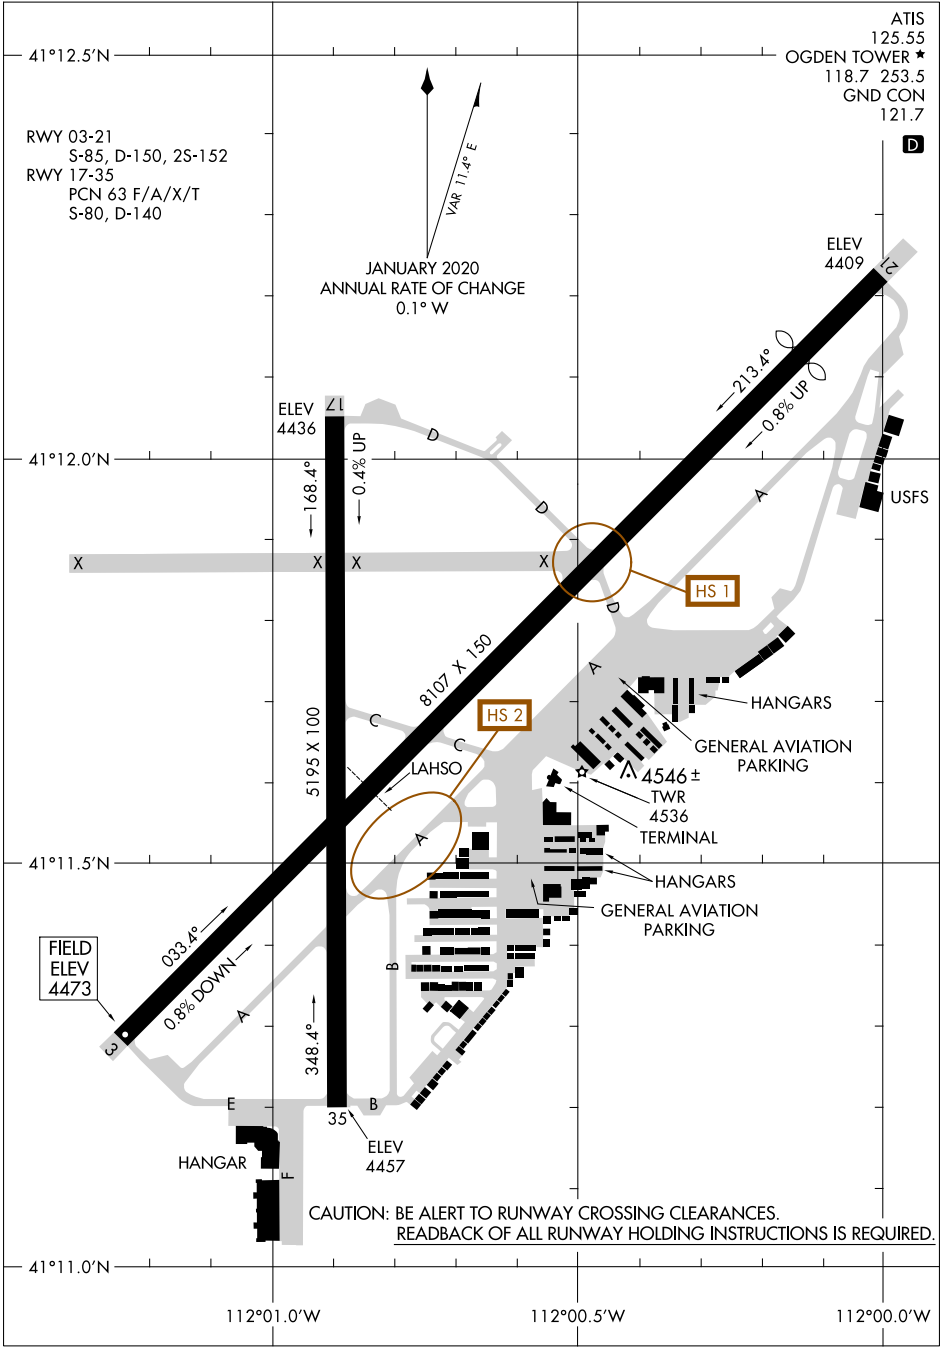 ATIS
125.55
OGDEN TOWER ★
118.7 253.5
GND CON
121.7
D
41°12.5'N
RWY 03-21
S-85, D-150, 2S-152
RWY 17-35
PCN 63 F/A/X/T
S-80, D-140
VAR 11.4° E
JANUARY 2020
ANNUAL RATE OF CHANGE
0.1° W
ELEV
4409
21
213.4°
0.8% UP
ELEV
4436
17
D
41°12.0'N
168.4°
0.4% UP
A
USFS
D
X
X
X
X
HS 1
D
8107 X 150
A
HANGARS
C
HS 2
C
GENERAL AVIATION
PARKING
5195 X 100
LAHSO
4546 ±
TWR
4536
TERMINAL
A
41°11.5'N
HANGARS
GENERAL AVIATION
PARKING
033.4°
FIELD
ELEV
4473
0.8% DOWN
B
A
348.4°
3
E
B
35
ELEV
4457
HANGAR
F
CAUTION: BE ALERT TO RUNWAY CROSSING CLEARANCES.
READBACK OF ALL RUNWAY HOLDING INSTRUCTIONS IS REQUIRED.
41°11.0'N
112°01.0'W
112°00.5'W
112°00.0'W